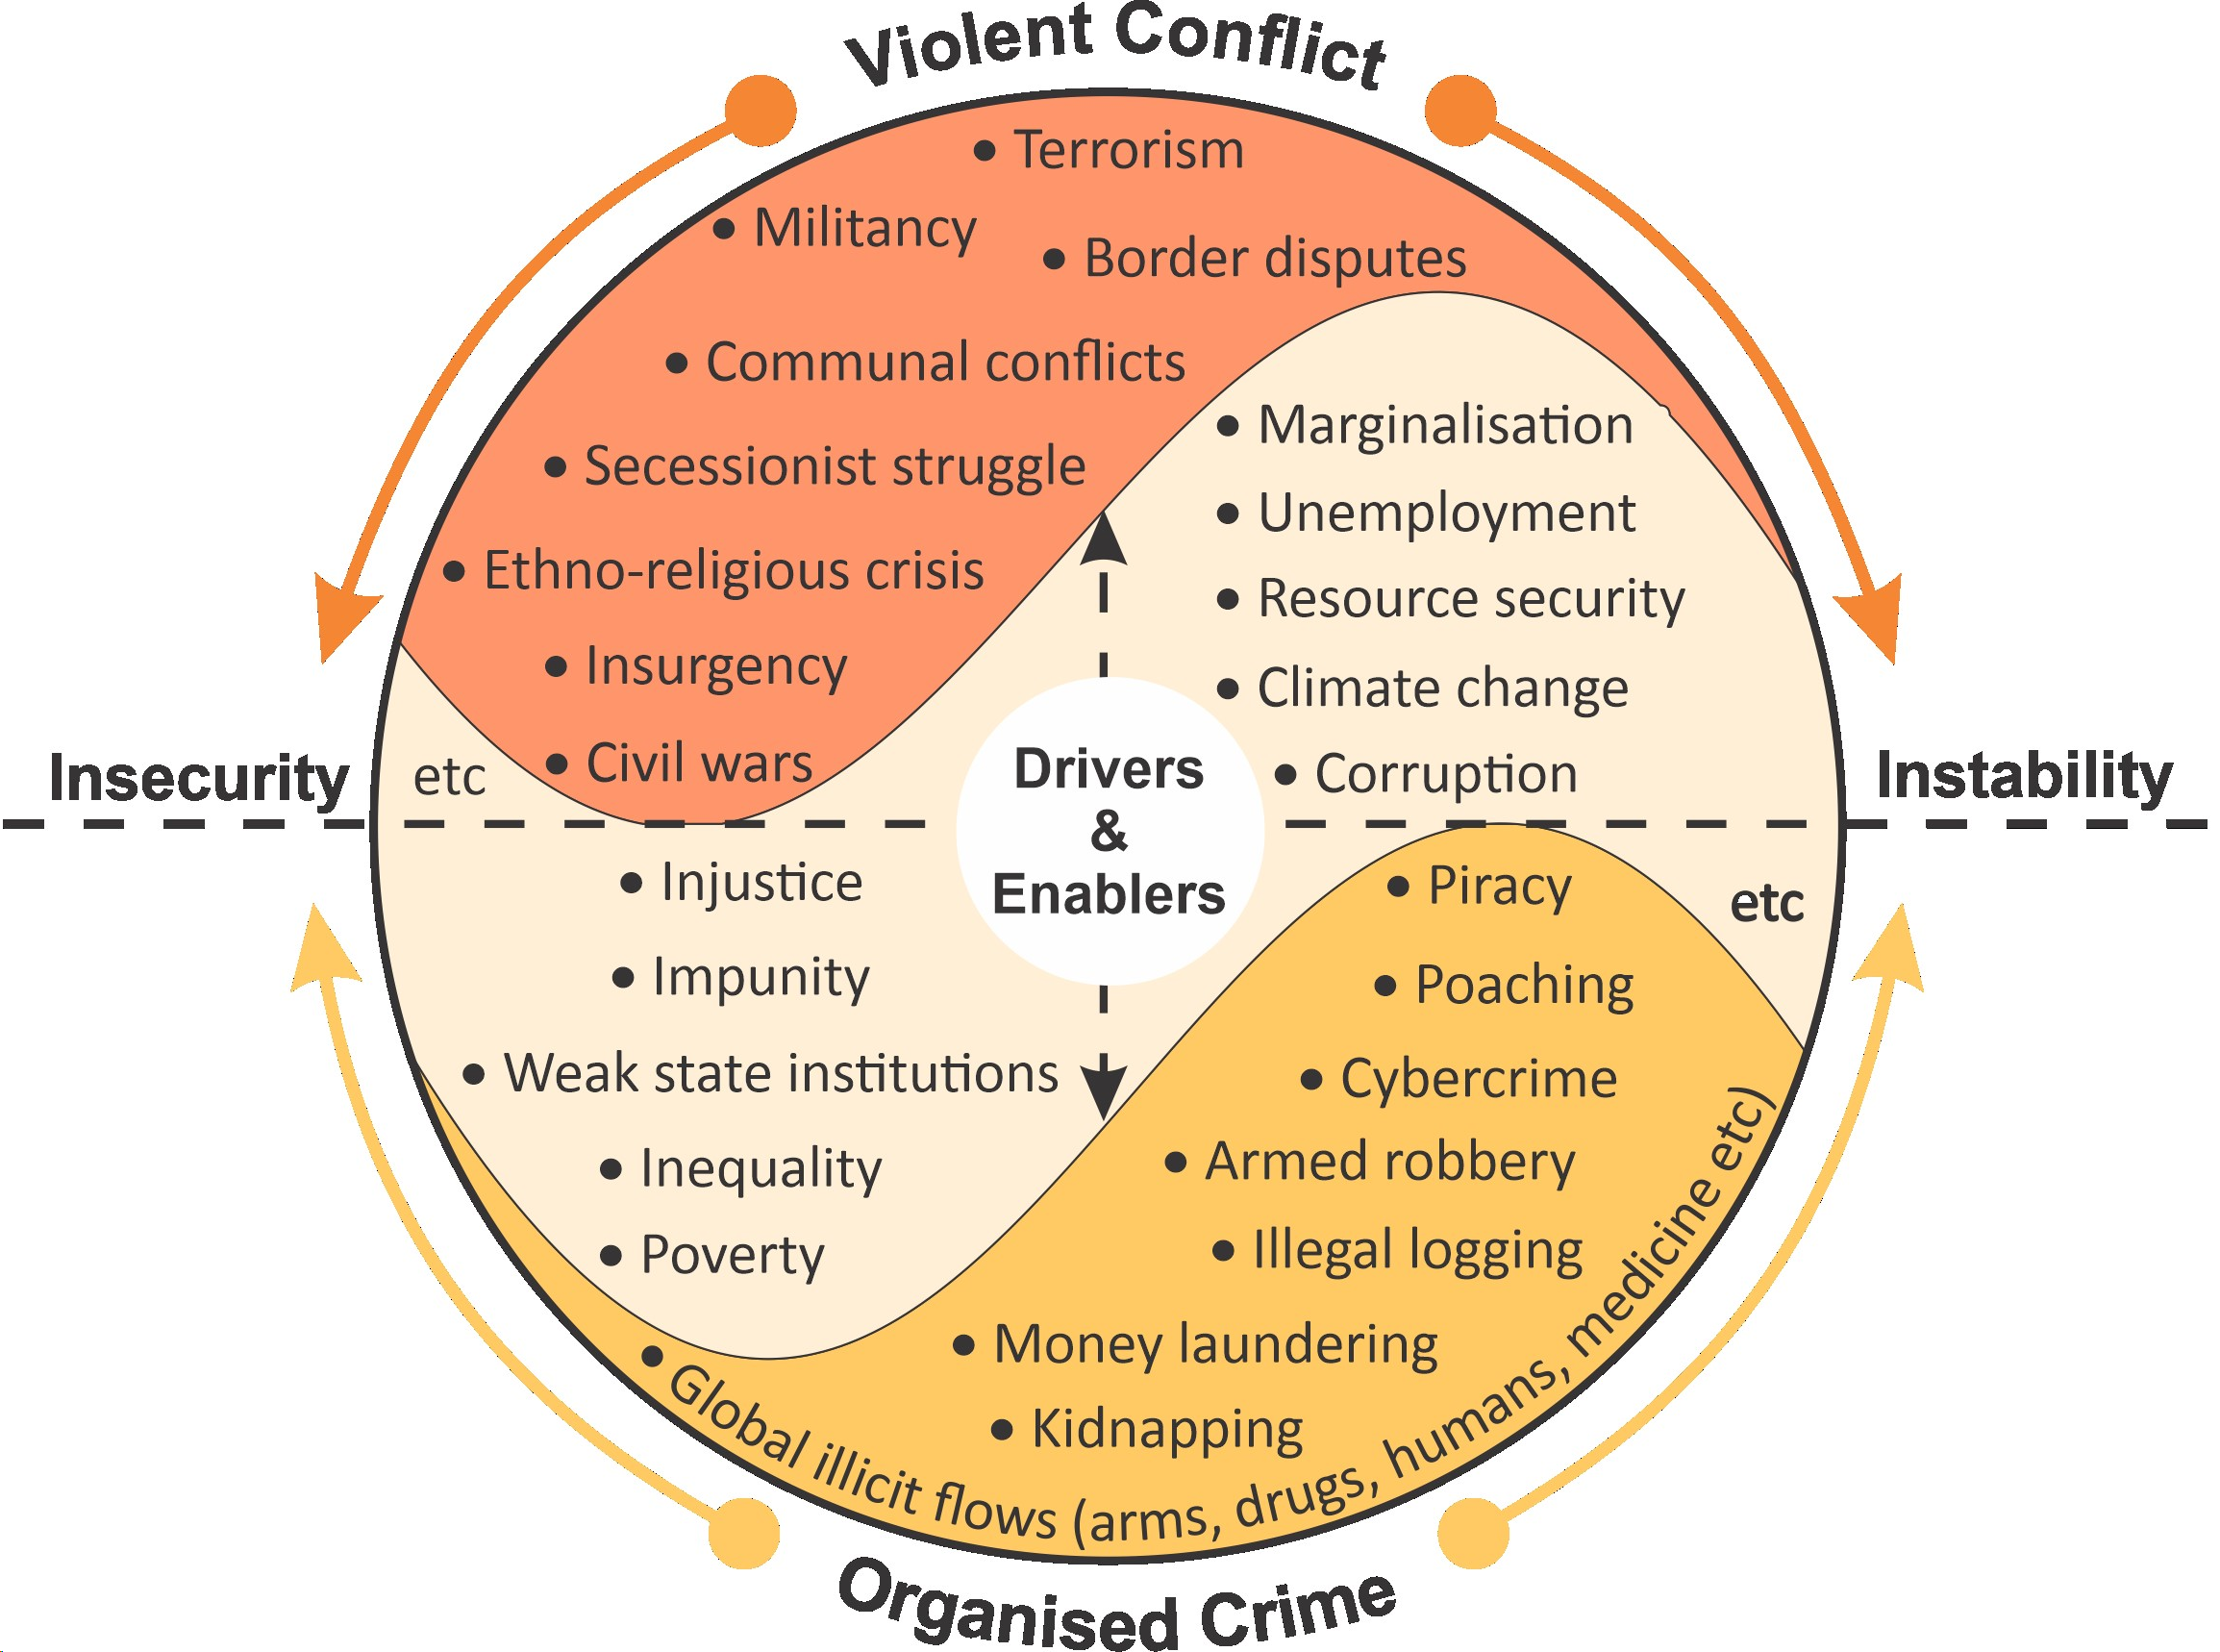 Violent Conflict
• Terrorism
• Militancy
• Border disputes
• Communal conflicts
• Marginalisation
• Secessionist struggle
• Unemployment
• Ethno-religious crisis
• Resource security
• Insurgency
• Climate change
Insecurity
etc
• Civil wars
Drivers
&
Enablers
• Corruption
Instability
• Injustice
• Piracy
etc
• Impunity
• Poaching
• Weak state institutions
• Cybercrime
• Inequality
• Armed robbery
• Poverty
• Illegal logging
• Money laundering
• Kidnapping
• Global illicit flows (arms, drugs, humans, medicine etc)
Organised Crime